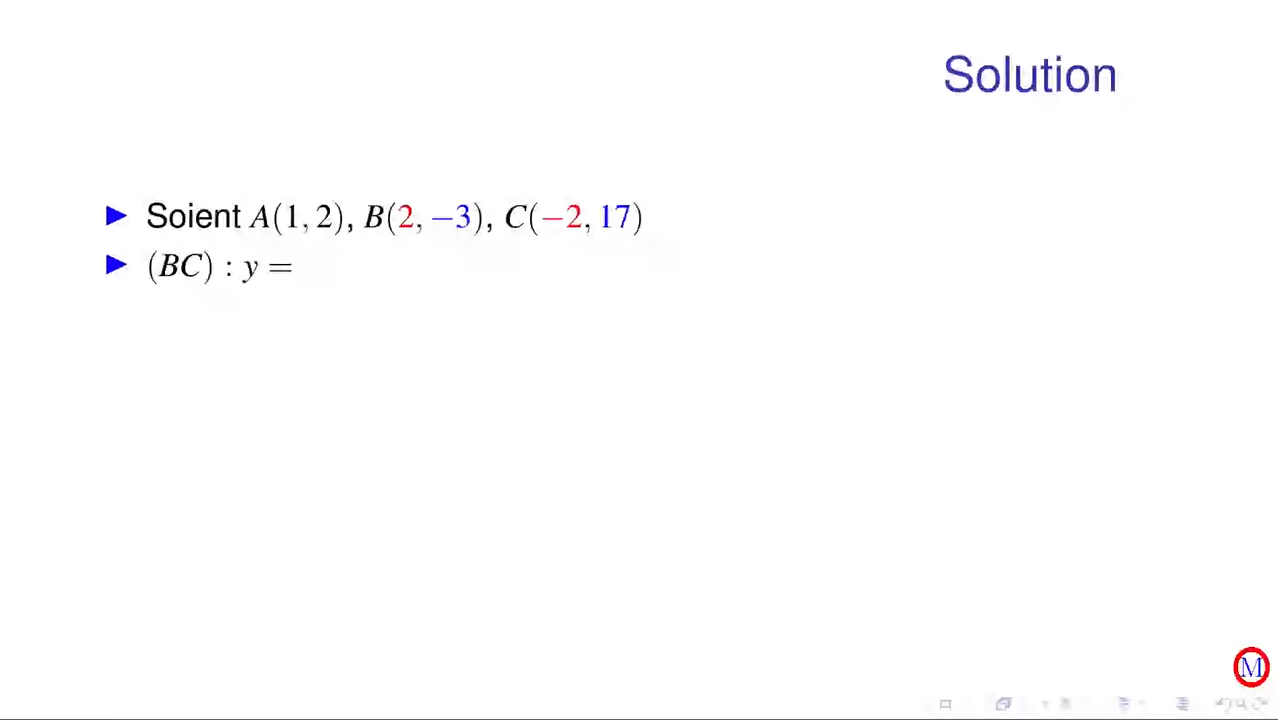 Solution
▶ Soient A(1, 2), B(2, −3), C(−2, 17)
▶ (BC) : y =
M